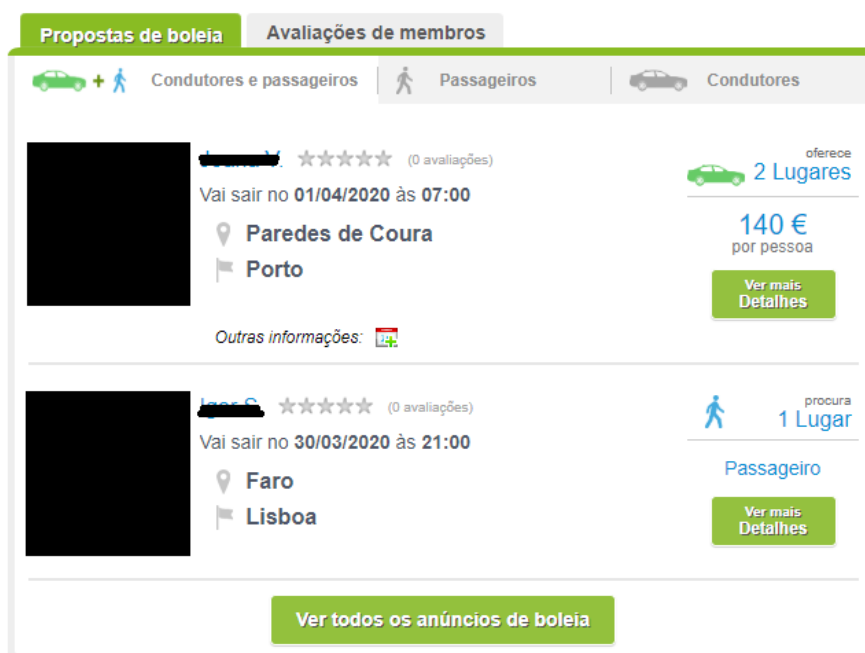 Propostas de boleia
Avaliações de membros
Condutores e passageiros
Passageiros
Condutores
(0 avaliações)
Vai sair no 01/04/2020 às 07:00
Paredes de Coura
Porto
Outras informações:
oferece
2 Lugares
140 €
por pessoa
Ver mais
Detalhes
(0 avaliações)
Vai sair no 30/03/2020 às 21:00
Faro
Lisboa
procura
1 Lugar
Passageiro
Ver mais
Detalhes
Ver todos os anúncios de boleia